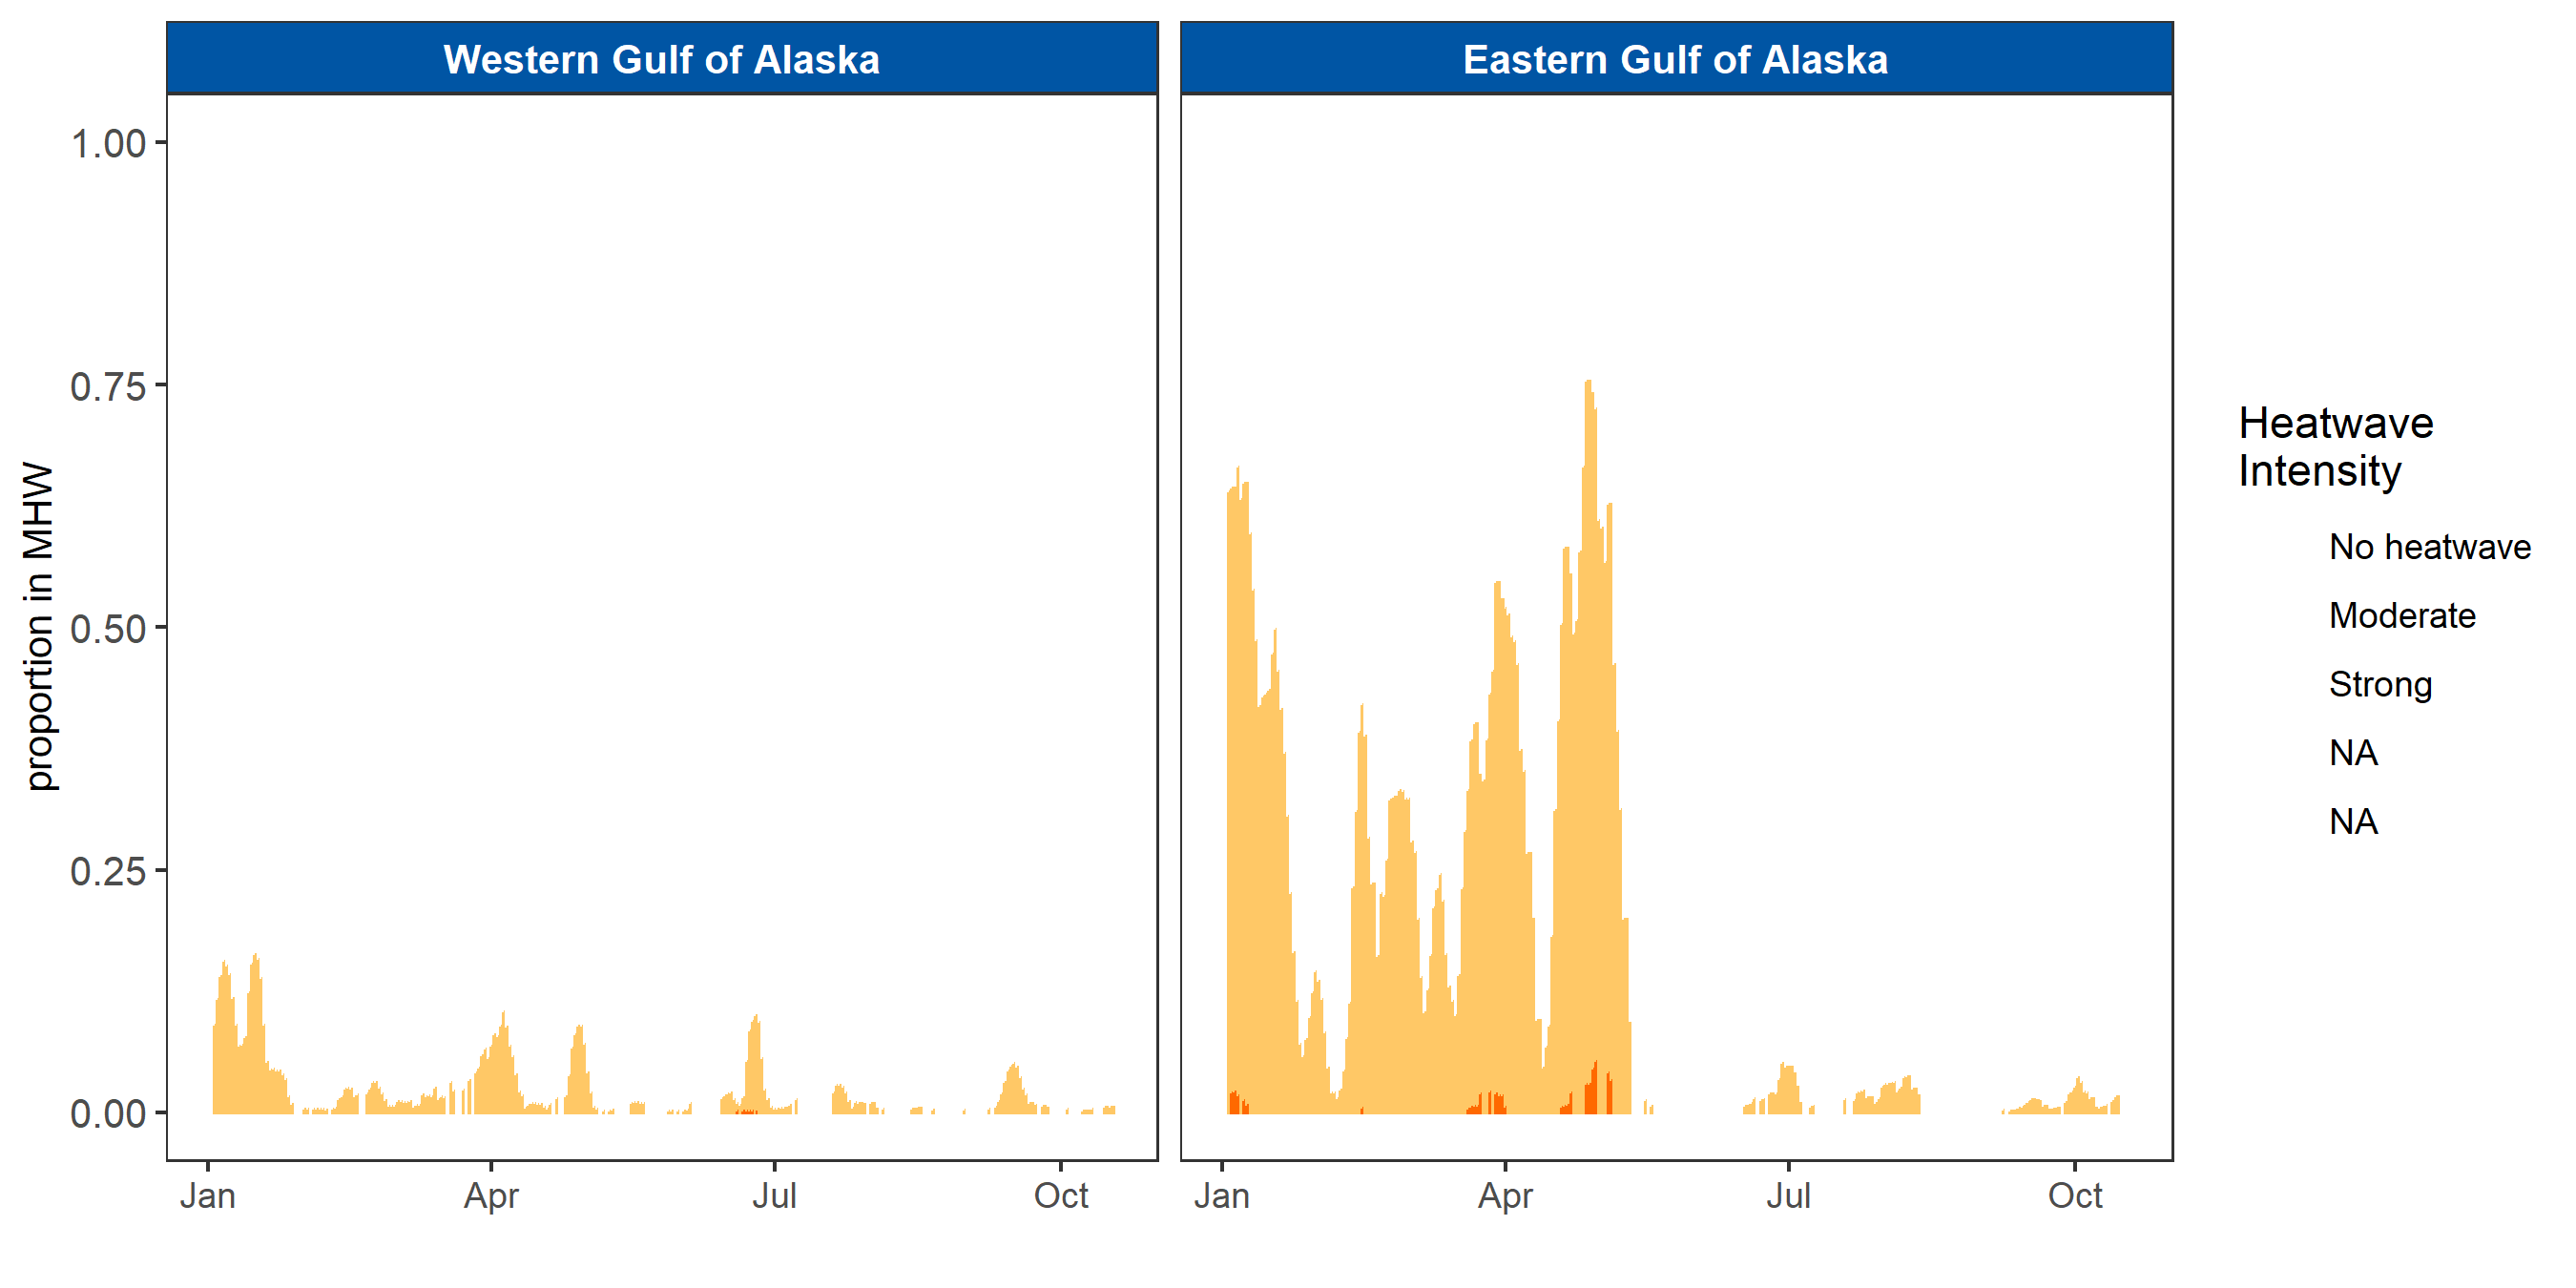 Western Gulf of Alaska
Eastern Gulf of Alaska
proportion in MHW
1.00
0.75
0.50
0.25
0.00
Jan
Apr
Jul
Oct
Jan
Apr
Jul
Oct
Heatwave
Intensity
No heatwave
Moderate
Strong
NA
NA